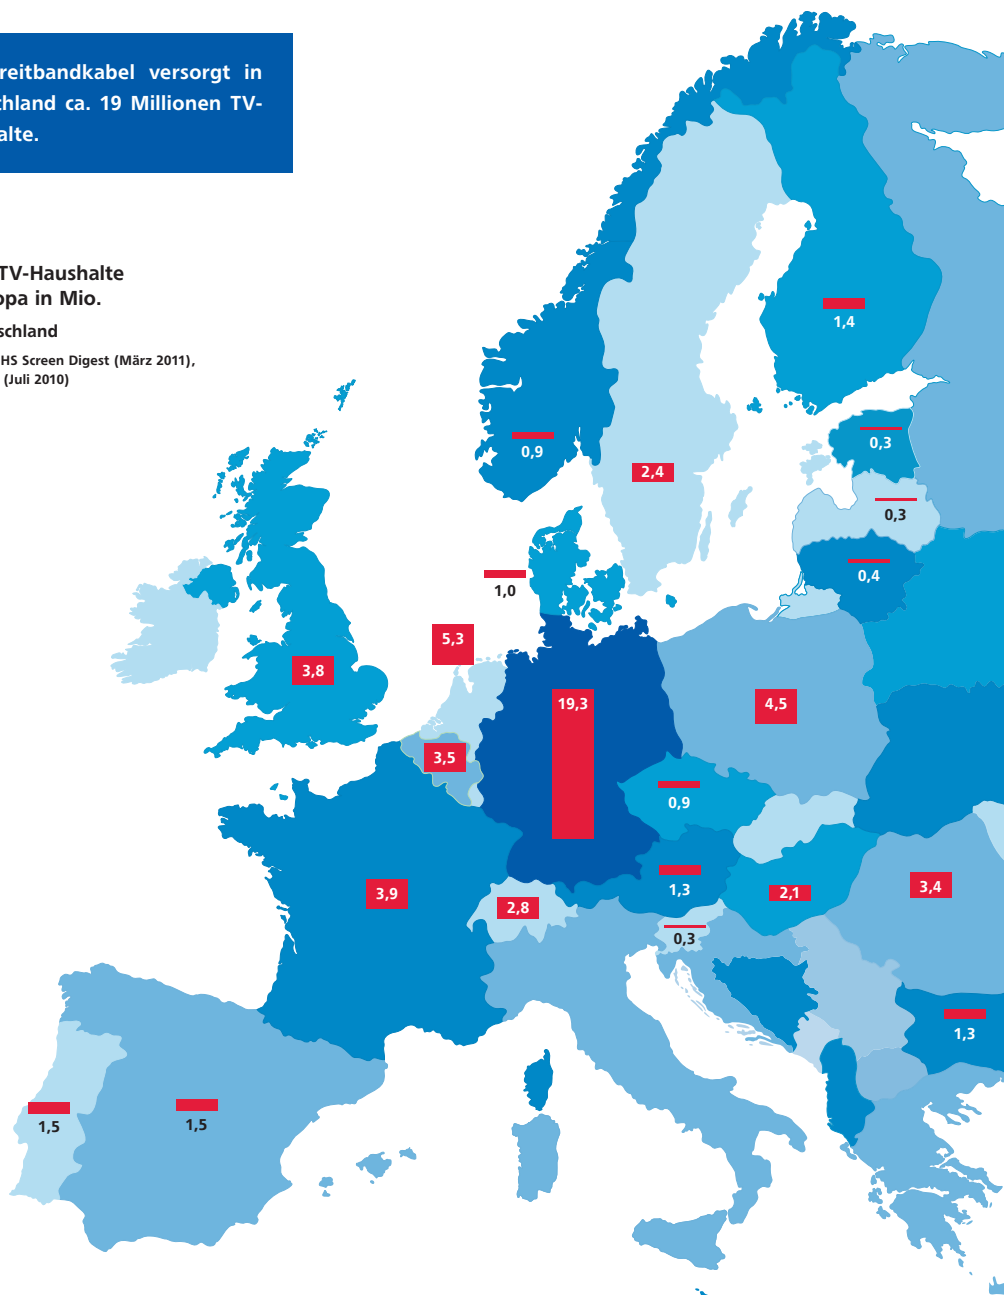 reitbandkabel versorgt in
hland ca. 19 Millionen TV-
alte.
TV-Haushalte
opa in Mio.
schland
HS Screen Digest (März 2011),
(Juli 2010)
1,4
0,9
2,4
0,3
0,3
0,4
1,0
5,3
3,8
19,3
4,5
3,5
0,9
3,9
2,8
1,3
2,1
3,4
0,3
1,3
1,5
1,5